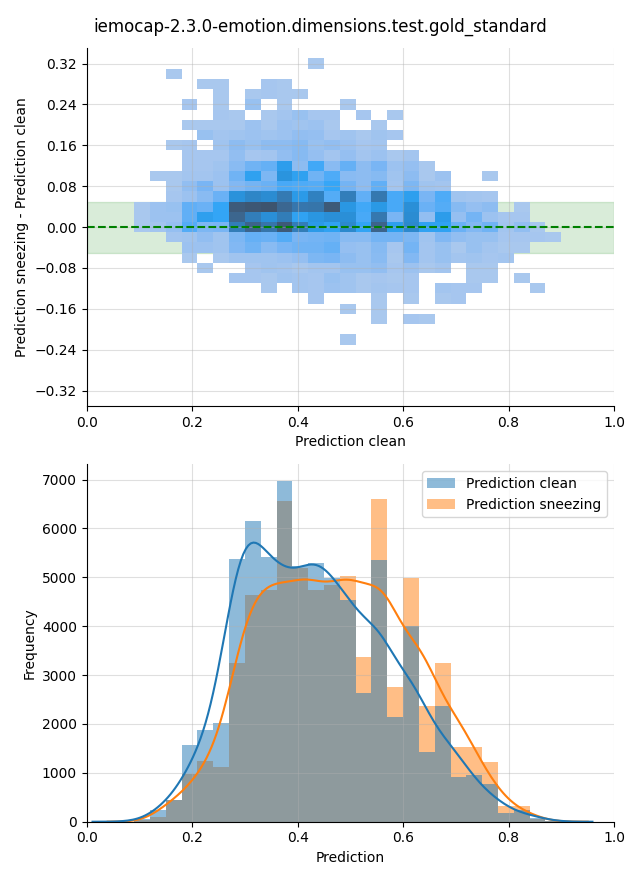 iemocap-2.3.0-emotion.dimensions.test.gold_standard
Prediction sneezing - Prediction clean
0.32
0.24
0.16
0.08
0.00
−0.08
−0.16
−0.24
−0.32
0.0 0.2 0.4 0.6 0.8 1.0
Prediction clean
Frequency
7000
6000
5000
4000
3000
2000
1000
0
Prediction clean
Prediction sneezing
0.0 0.2 0.4 0.6 0.8 1.0
Prediction